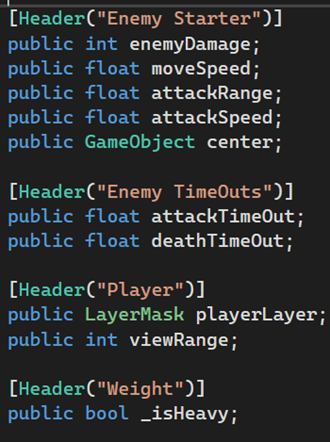 [Header("Enemy Starter")]
public int enemyDamage;
public float moveSpeed;
public float attackRange;
public float attackSpeed;
public GameObject center;
[Header("Enemy TimeOuts")]
public float attackTimeOut;
public float deathTimeOut;
[Header("Player")]
public LayerMask playerLayer;
public int viewRange;
[Header("Weight")]
public bool _isHeavy;